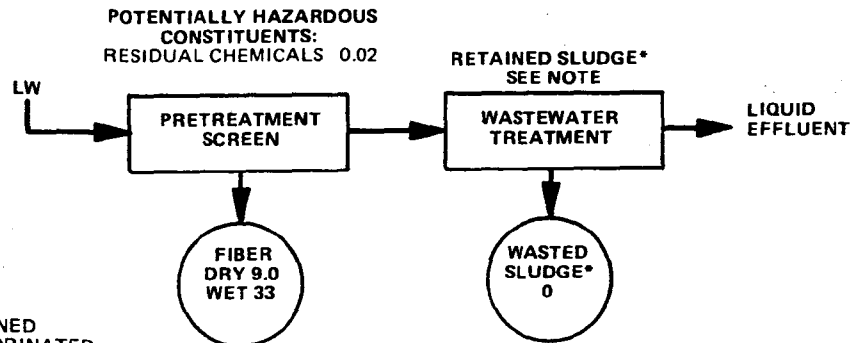 POTENTIALLY HAZARDOUS
CONSTITUENTS:
RESIDUAL CHEMICALS 0.02
RETAINED SLUDGE*
SEE NOTE
LW
PRETREATMENT
SCREEN
WASTEWATER
TREATMENT
LIQUID
EFFLUENT
FIBER
DRY 9.0
WET 33
WASTED
SLUDGE*
0
NED
ORINATED